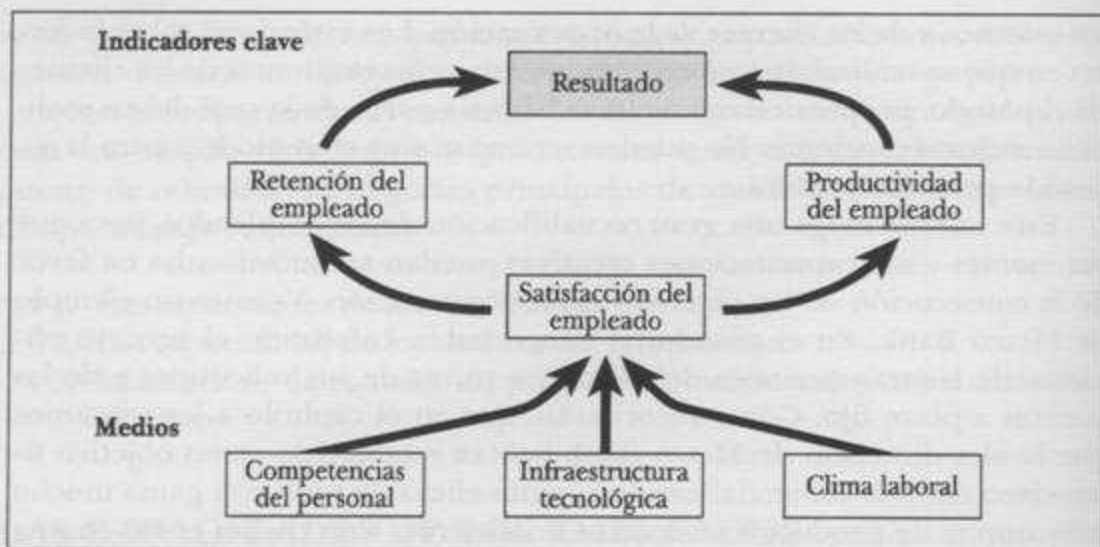 Indicadores clave
Resultado
Retención del
empleado
Productividad
del empleado
Satisfacción del
empleado
Medios
Competencias
del personal
Infraestructura
tecnológica
Clima laboral